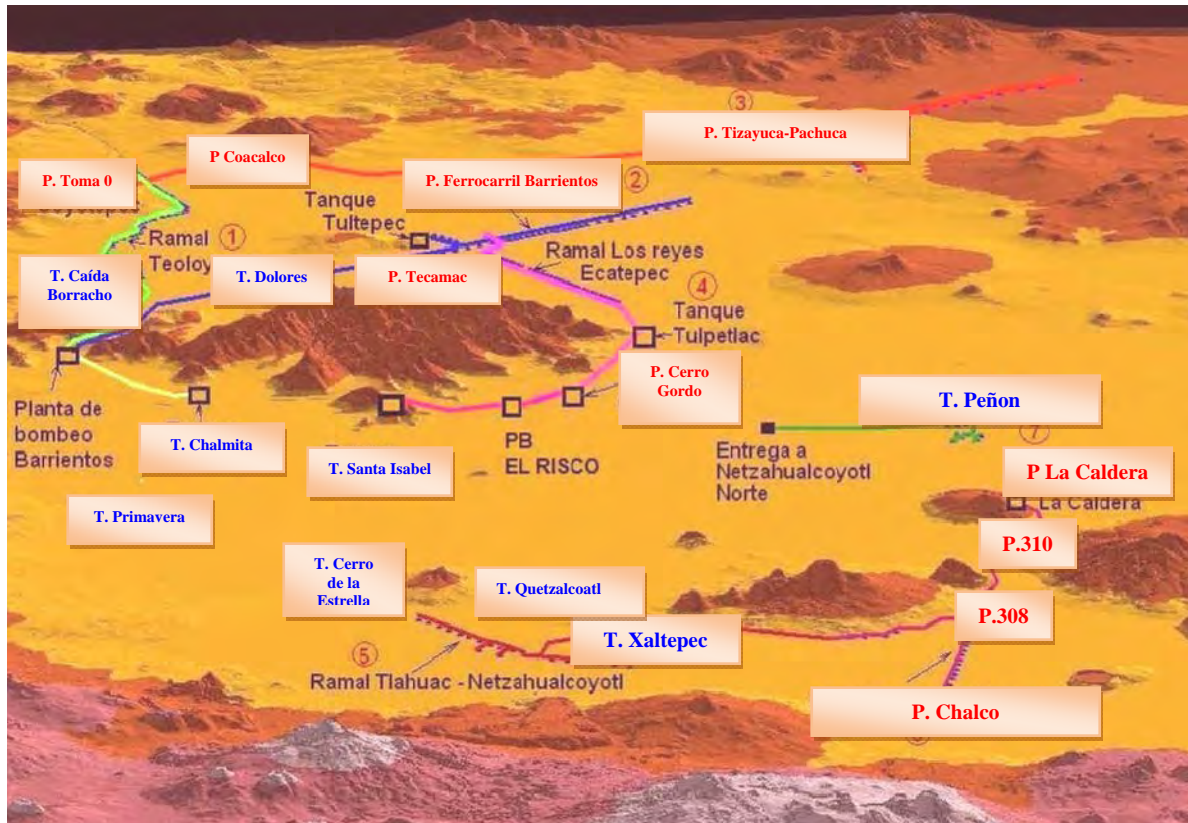 ③
P. Tizayuca-Pachuca
P Coacalco
P. Toma 0
P. Ferrocarril Barrientos
②
Tanque
Tultepec
Ramal ①
Teoloy
Ramal Los reyes
Ecatepec
T. Caída
Borracho
T. Dolores
P. Tecamac
④
Tanque
Tulpetlac
P. Cerro
Gordo
T. Peñon
Planta de
bombeo
Barrientos
T. Chalmita
PB
EL RISCO
T. Santa Isabel
Entrega a
Netzahualcoyotl
Norte
⑦
P La Caldera
La Caldera
T. Primavera
P.310
T. Cerro
de la
Estrella
T. Quetzalcoatl
P.308
T. Xaltepec
⑤
Ramal Tlahuac - Netzahualcoyotl
P. Chalco